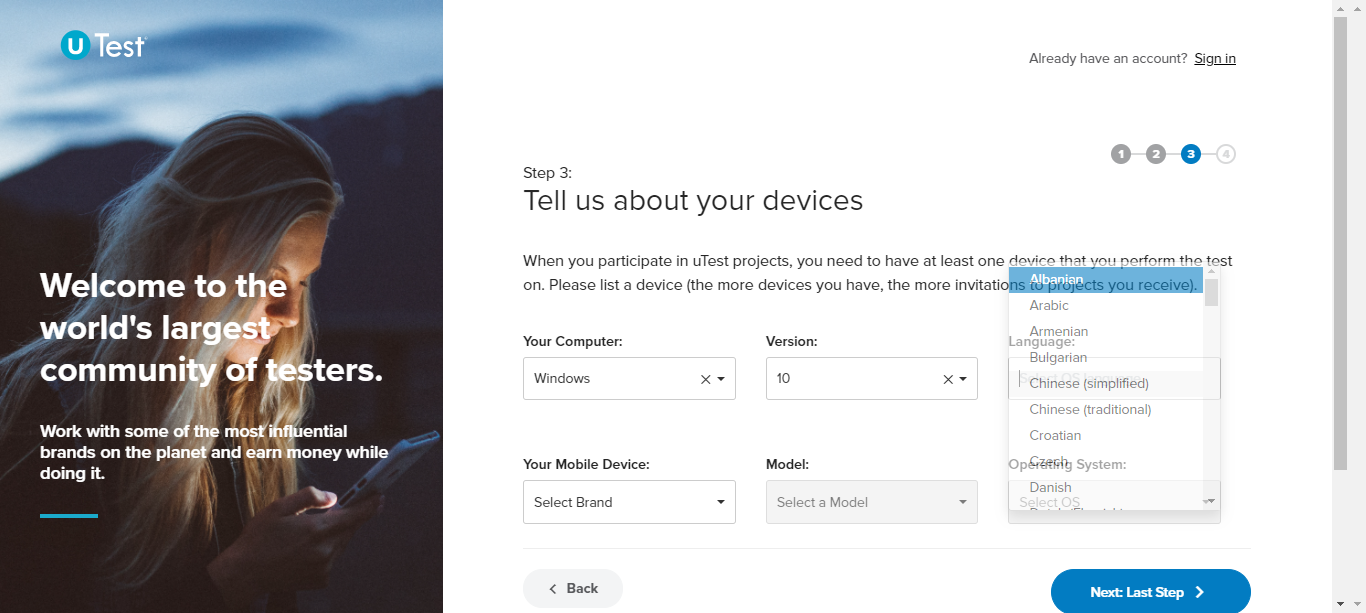 U Test
Already have an account? Sign in
1 2 3 4
Step 3:
Tell us about your devices
Welcome to the
world's largest
community of testers.
Work with some of the most influential
brands on the planet and earn money while
doing it.
When you participate in uTest projects, you need to have at least one device that you perform the test
on. Please list a device (the more devices you have, the more invitations to projects you receive).
Your Computer:
Windows
Version:
10
Language:
Albanian
Arabic
Armenian
Bulgarian
Chinese (simplified)
Chinese (traditional)
Croatian
Czech
Danish
Your Mobile Device:
Select Brand
Model:
Select a Model
Operating System:
Select OS
Back
Next: Last Step